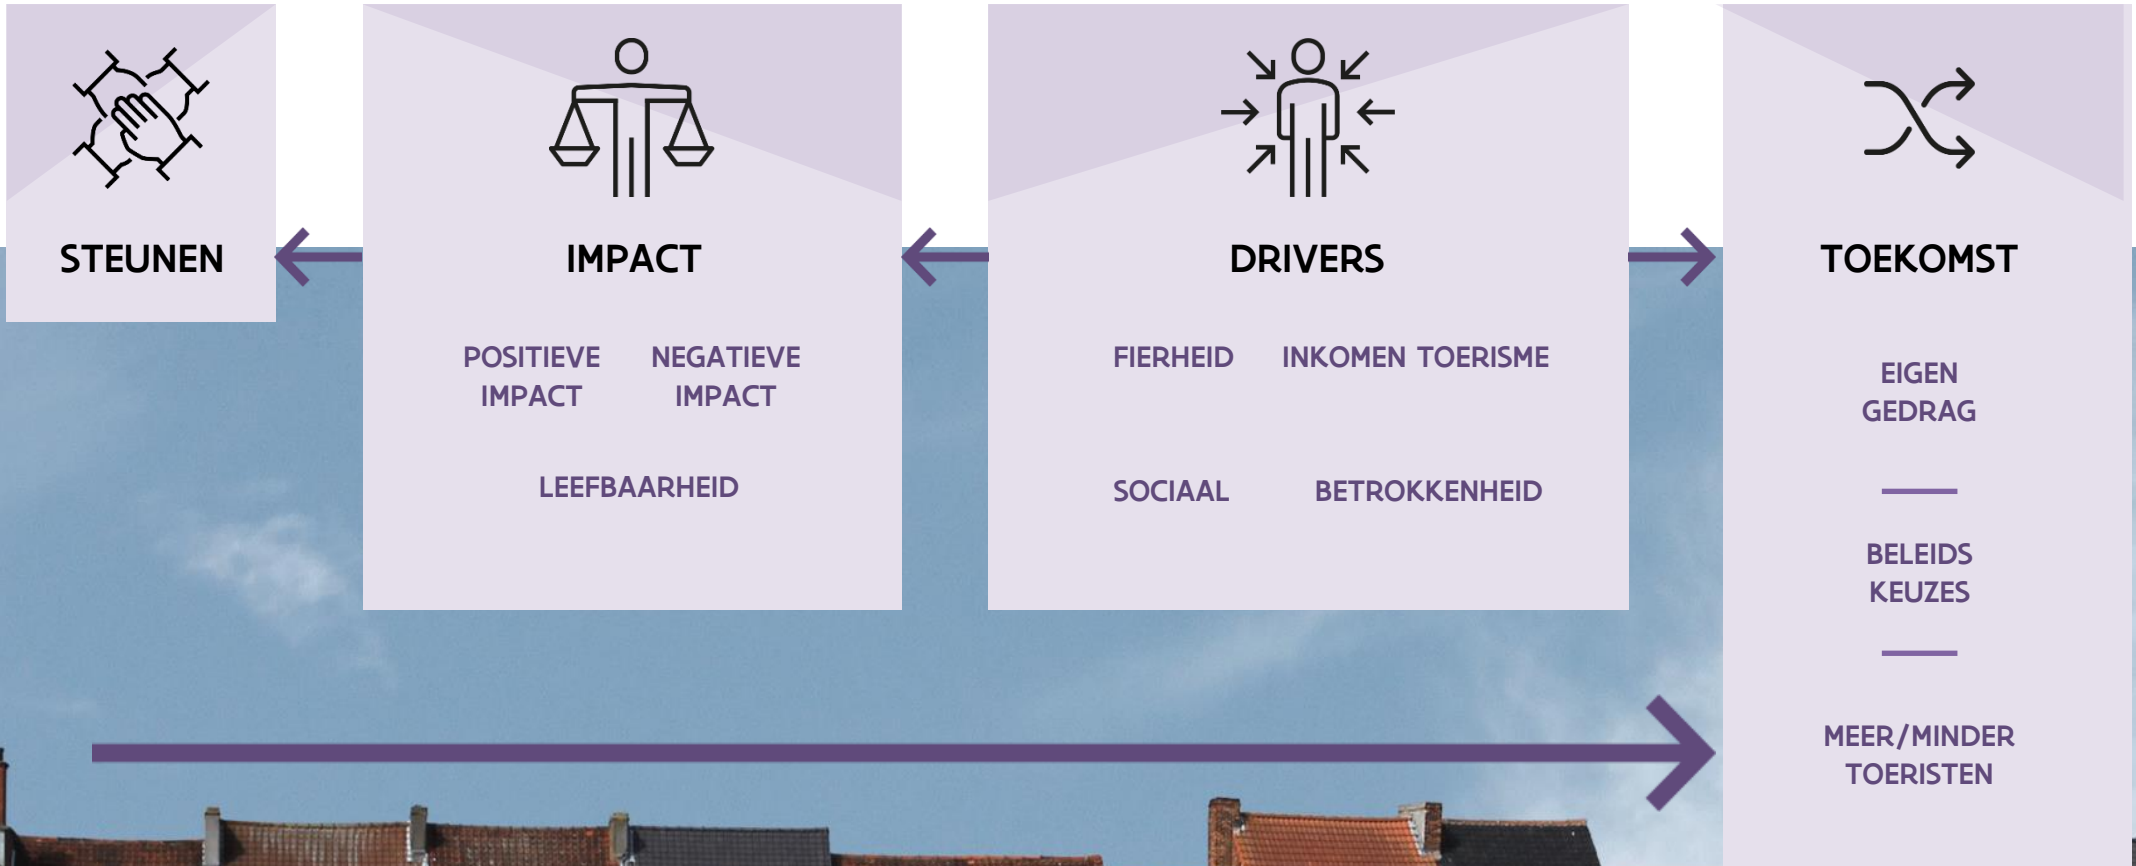 STEUNEN
IMPACT
POSITIEVE
IMPACT
NEGATIEVE
IMPACT
LEEFBAARHEID
DRIVERS
FIERHEID
INKOMEN TOERISME
SOCIAAL
BETROKKENHEID
TOEKOMST
EIGEN
GEDRAG
BELEIDS
KEUZES
MEER/MINDER
TOERISTEN